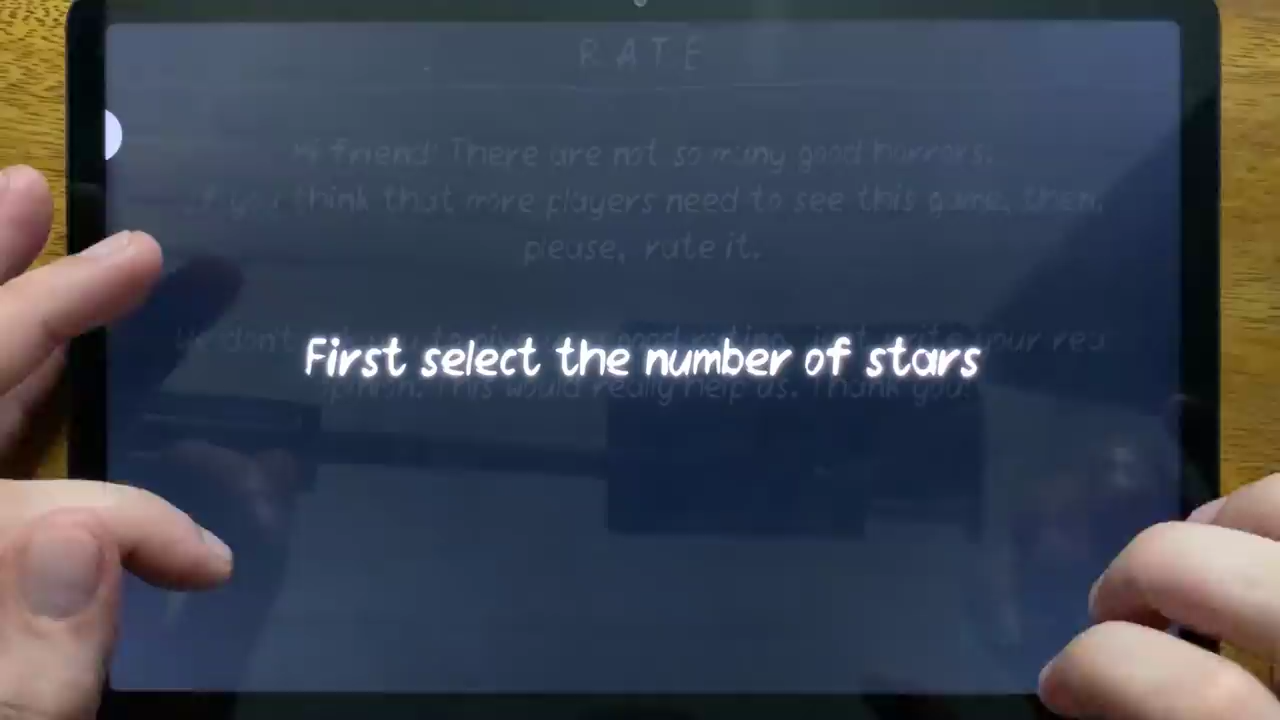 RATE
Hi friend! There are not so many good horrors.
If you think that more players need to see this game, then,
please, rate it.
First select the number of stars
This would really help us. Thank you!